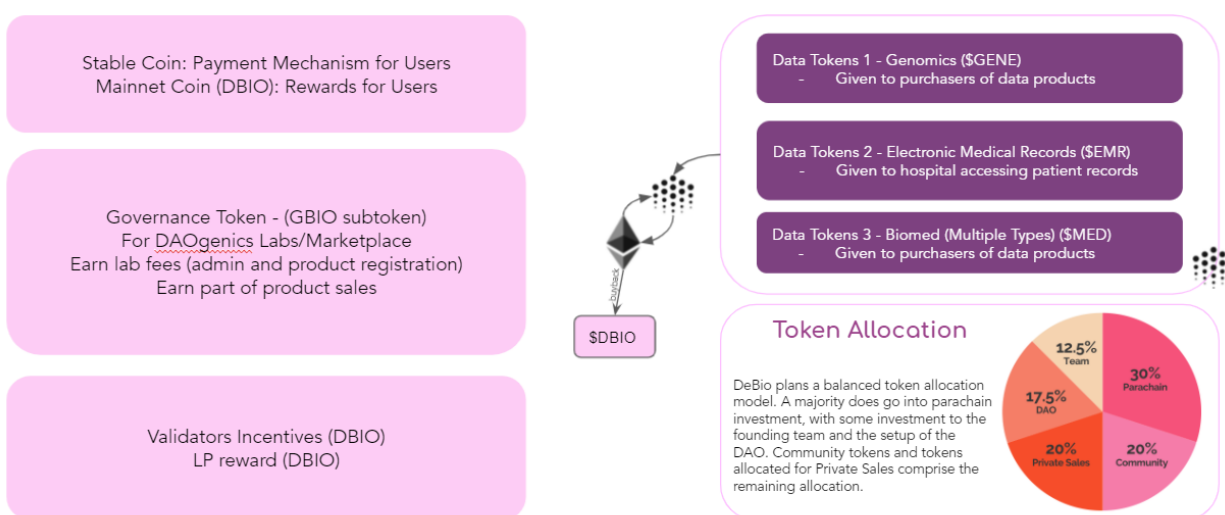 Stable Coin: Payment Mechanism for Users
Mainnet Coin (DBIO): Rewards for Users
Governance Token - (GBIO subtoken)
For DAOgenics Labs/Marketplace
Earn lab fees (admin and product registration)
Earn part of product sales
Validators Incentives (DBIO)
LP reward (DBIO)
buyback
$DBIO
Data Tokens 1 - Genomics ($GENE)
- Given to purchasers of data products
Data Tokens 2 - Electronic Medical Records ($EMR)
- Given to hospital accessing patient records
Data Tokens 3 - Biomed (Multiple Types) ($MED)
- Given to purchasers of data products
Token Allocation
DeBio plans a balanced token allocation
model. A majority does go into parachain
investment, with some investment to the
founding team and the setup of the
DAO. Community tokens and tokens
allocated for Private Sales comprise the
remaining allocation.
12.5%
Team
30%
Parachain
17.5%
DAO
20%
Private Sales
20%
Community